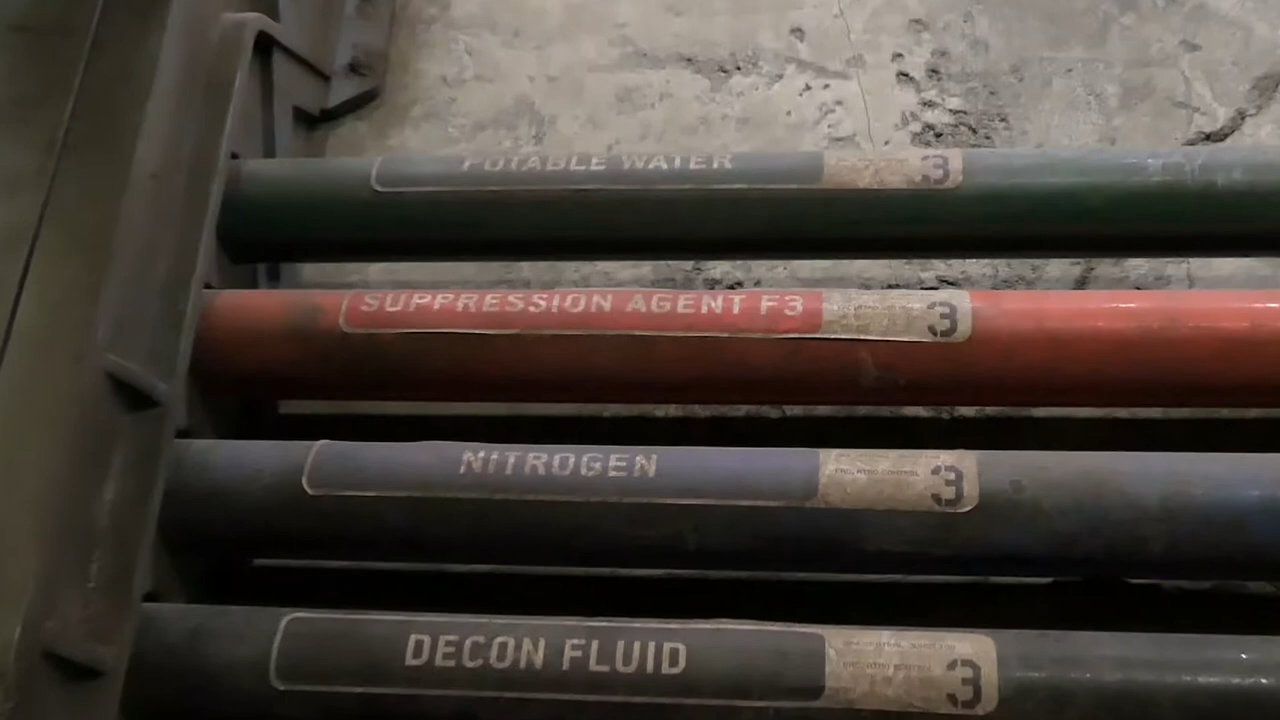 POTABLE WATER 3
SUPPRESSION AGENT F3 3
NITROGEN 3
DECON FLUID 3